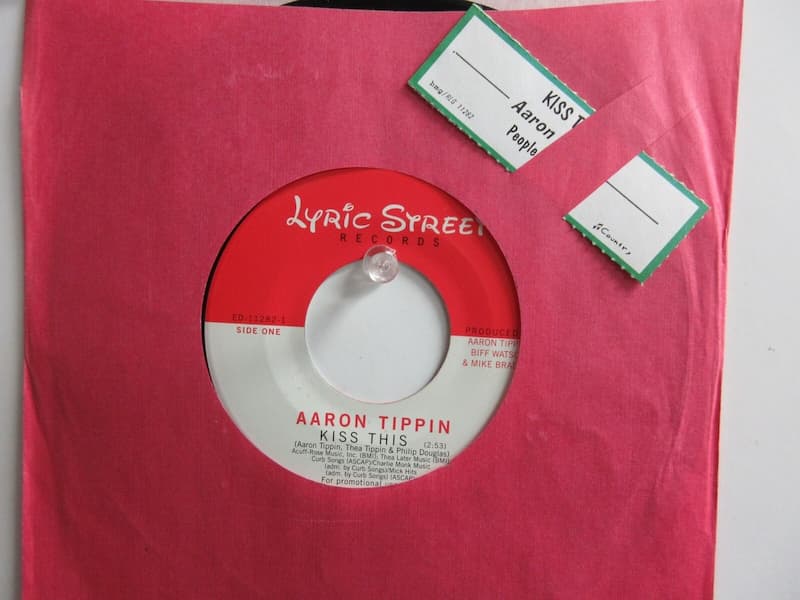 KISS T
Aaron
People
bmg/RLG 11282
Country
LYRIC STREET
RECORDS
ED-11282-1
SIDE ONE
PRODUCED
AARON TIPP
BIFF WATSO
& MIKE BRAD
AARON TIPPIN
KISS THIS (2:53)
(Aaron Tippin, Thea Tippin & Philip Douglas)
Acuff-Rose Music, Inc. (BMI); Thea Later Music (BMI)
Curb Songs (ASCAP)/Charlie Monk Music
(adm. by Curb Songs)/Mick Hits
(adm. by Curb Songs) (ASCAP)
For promotional